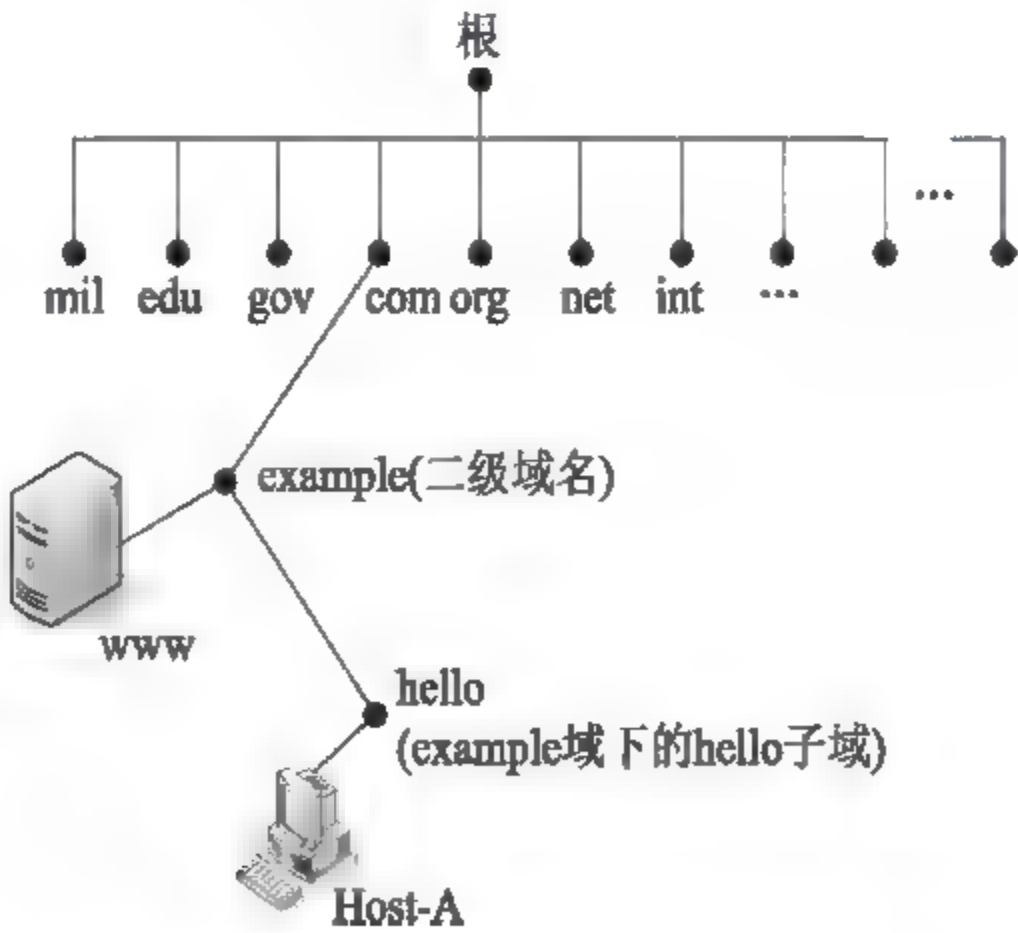 根
…
mil edu gov com org net int …
example(二级域名)
www
hello
(example域下的hello子域)
Host-A